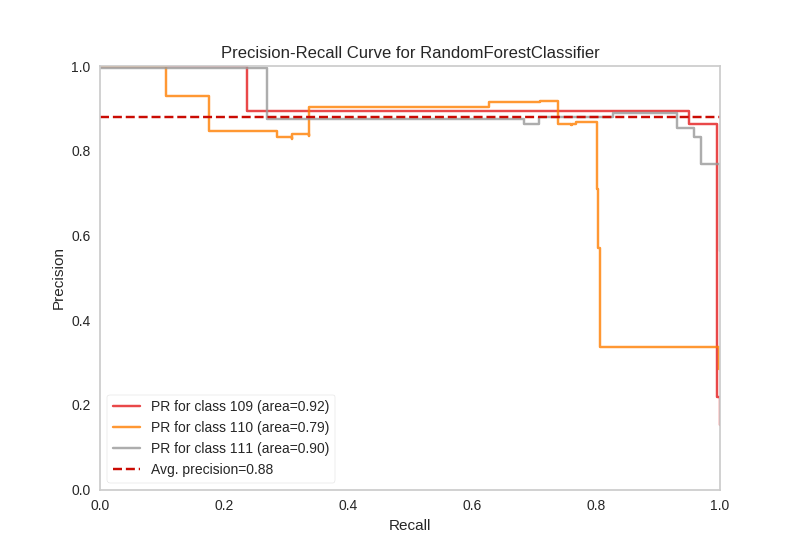 Precision-Recall Curve for RandomForestClassifier
1.0
0.8
0.6
0.4
0.2
0.0
Precision
PR for class 109 (area=0.92)
PR for class 110 (area=0.79)
PR for class 111 (area=0.90)
Avg. precision=0.88
0.0 0.2 0.4 0.6 0.8 1.0
Recall